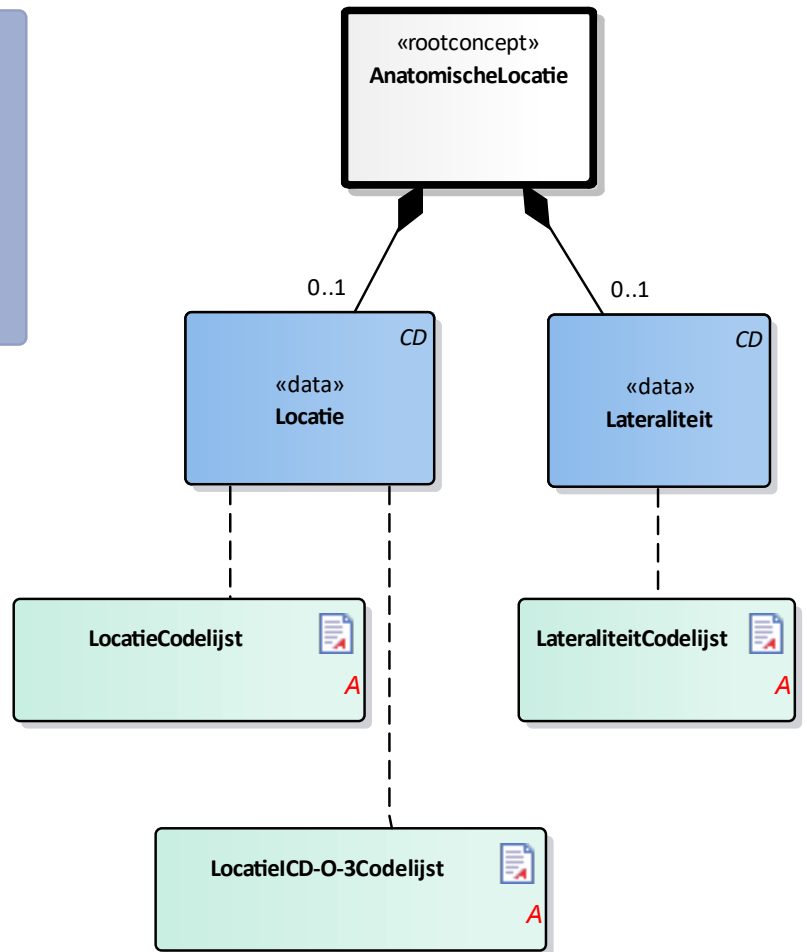 «rootconcept»
AnatomischeLocatie
0..1
0..1
CD
«data»
Locatie
CD
«data»
Lateraliteit
LocatieCodelijst
A
LateraliteitCodelijst
A
LocatieICD-O-3Codelijst
A